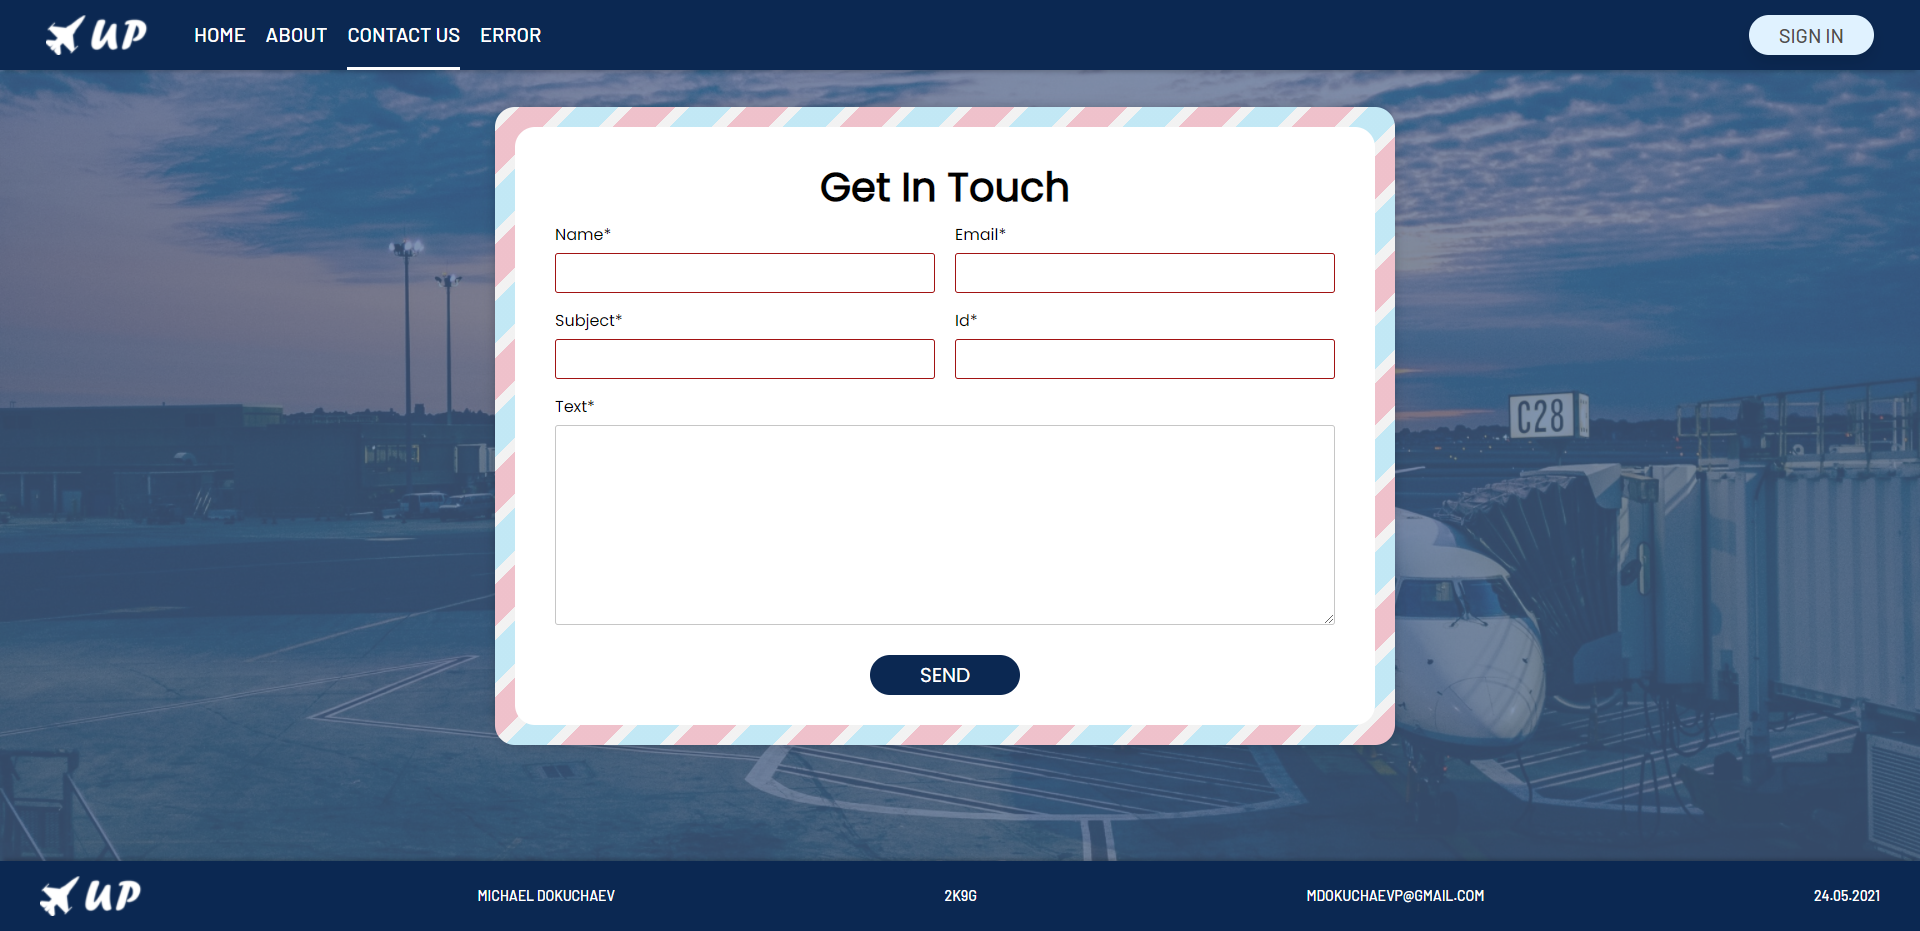 UP
HOME ABOUT CONTACT US ERROR
SIGN IN
Get In Touch
Name* Email*
Subject* Id*
Text*
C28
SEND
UP
MICHAEL DOKUCHAEV 2K9G MDOKUCHAEVP@GMAIL.COM 24.05.2021